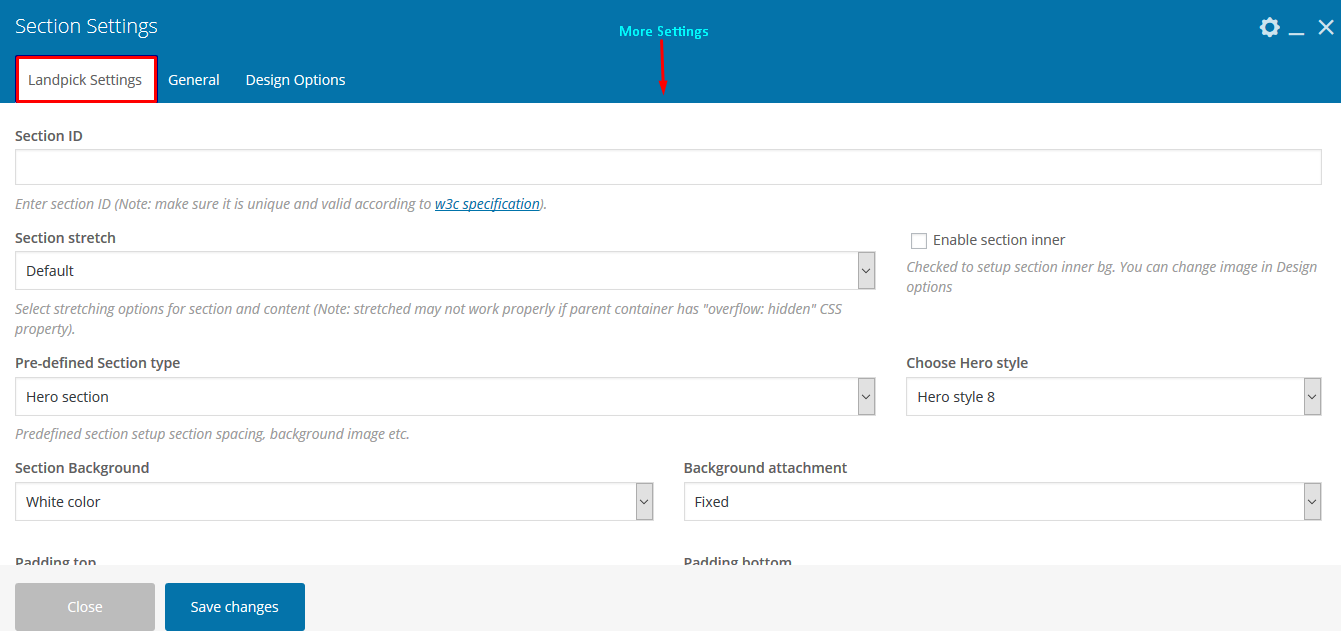 Section Settings
More Settings
Landpick Settings General Design Options
Section ID
Enter section ID (Note: make sure it is unique and valid according to w3c specification).
Section stretch
Enable section inner
Default
Checked to setup section inner bg. You can change image in Design
options
Select stretching options for section and content (Note: stretched may not work properly if parent container has "overflow: hidden" CSS
property).
Pre-defined Section type
Choose Hero style
Hero section
Hero style 8
Predefined section setup section spacing, background image etc.
Section Background
Background attachment
White color
Fixed
Padding top
Padding bottom
Close
Save changes